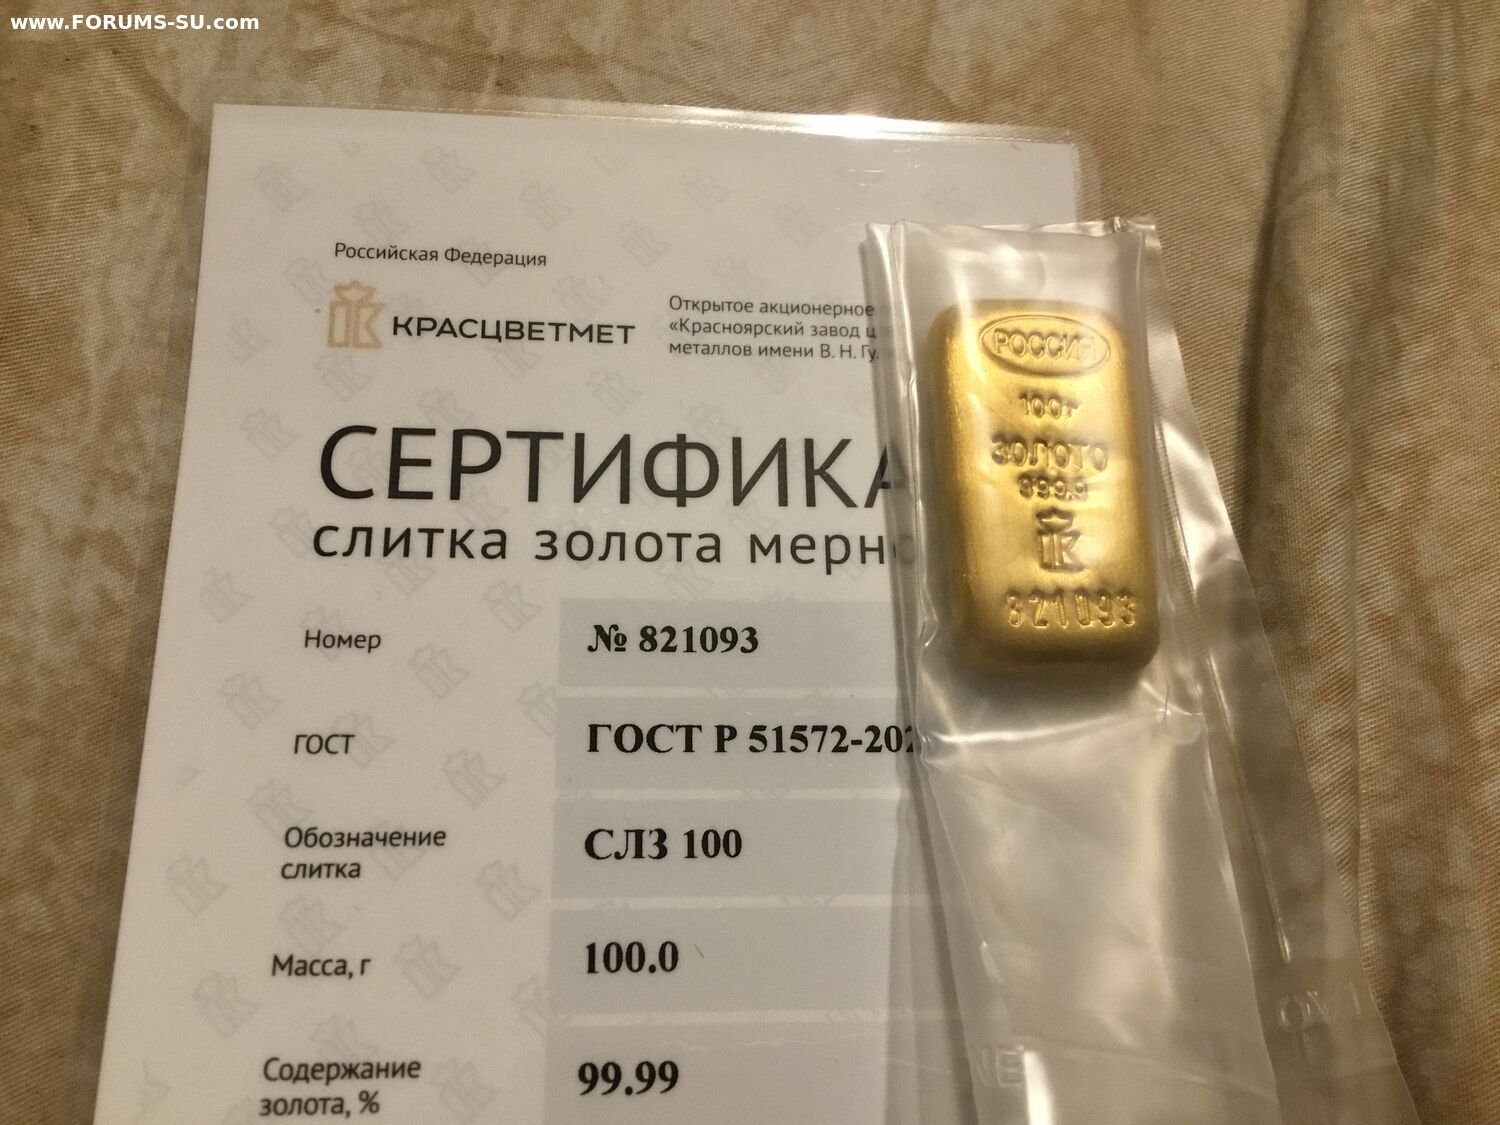 www.FORUMS-SU.com
Российская Федерация
КРАСЦВЕТМЕТ
Открытое акционерное
«Красноярский завод
металлов имени В. Н.
СЕРТИФИКА
слитка золота мерно
Номер
№ 821093
ГОСТ
ГОСТ Р 51572-202
Обозначение
слитка
СЛЗ 100
Масса, г
100.0
Содержание
золота, %
99.99
РОССИЯ
100г
ЗОЛОТО
999.9
821093